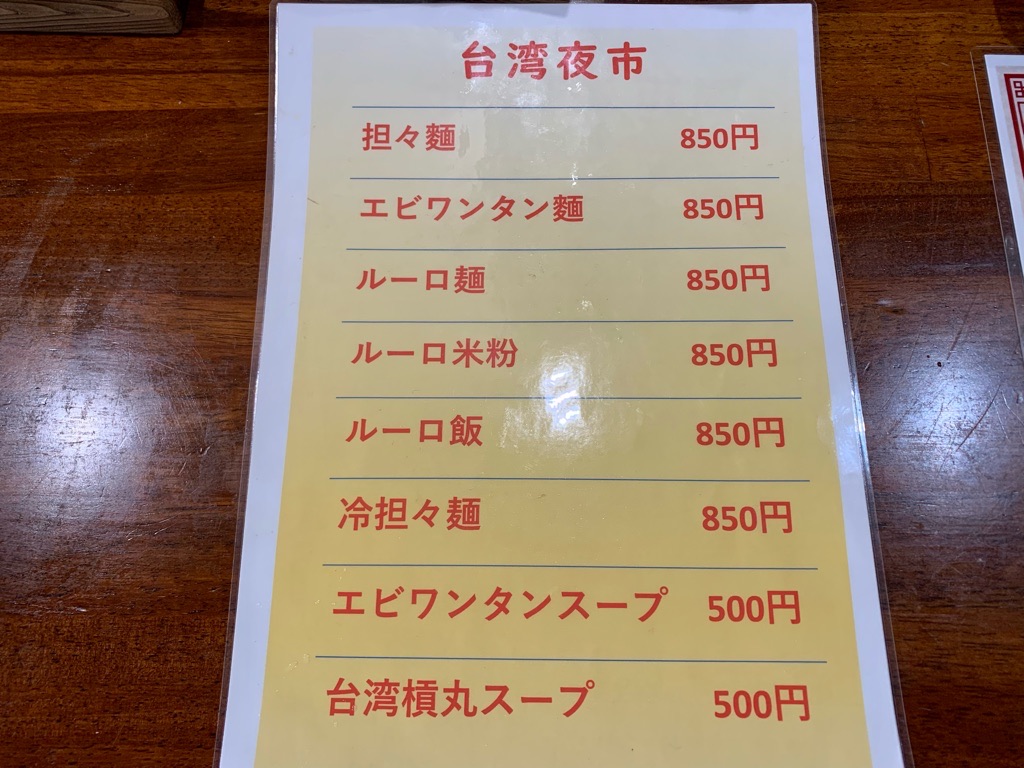 台湾夜市
担々麺 850円
エビワンタン麺 850円
ルーロ麺 850円
ルーロ米粉 850円
ルーロ飯 850円
冷担々麺 850円
エビワンタンスープ 500円
台湾槓丸スープ 500円